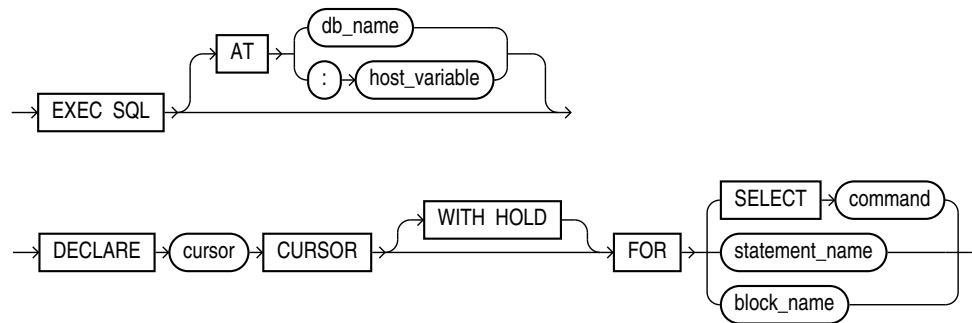 AT db_name
: host_variable
EXEC SQL
WITH HOLD SELECT command
DECLARE cursor CURSOR FOR statement_name
block_name